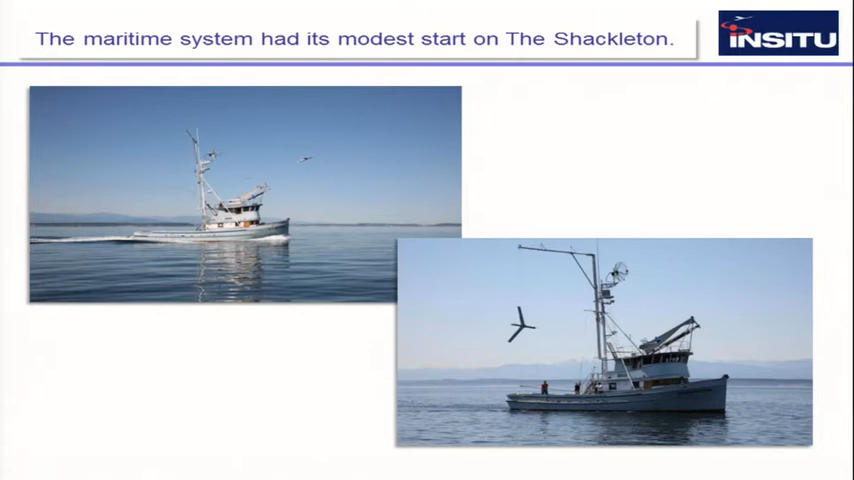 The maritime system had its modest start on The Shackleton.
INSITU